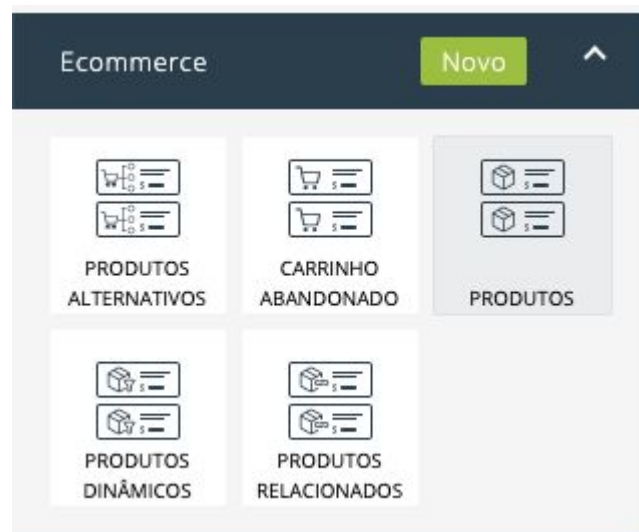 Ecommerce Novo
PRODUTOS
ALTERNATIVOS
CARRINHO
ABANDONADO
PRODUTOS
PRODUTOS
DINÂMICOS
PRODUTOS
RELACIONADOS